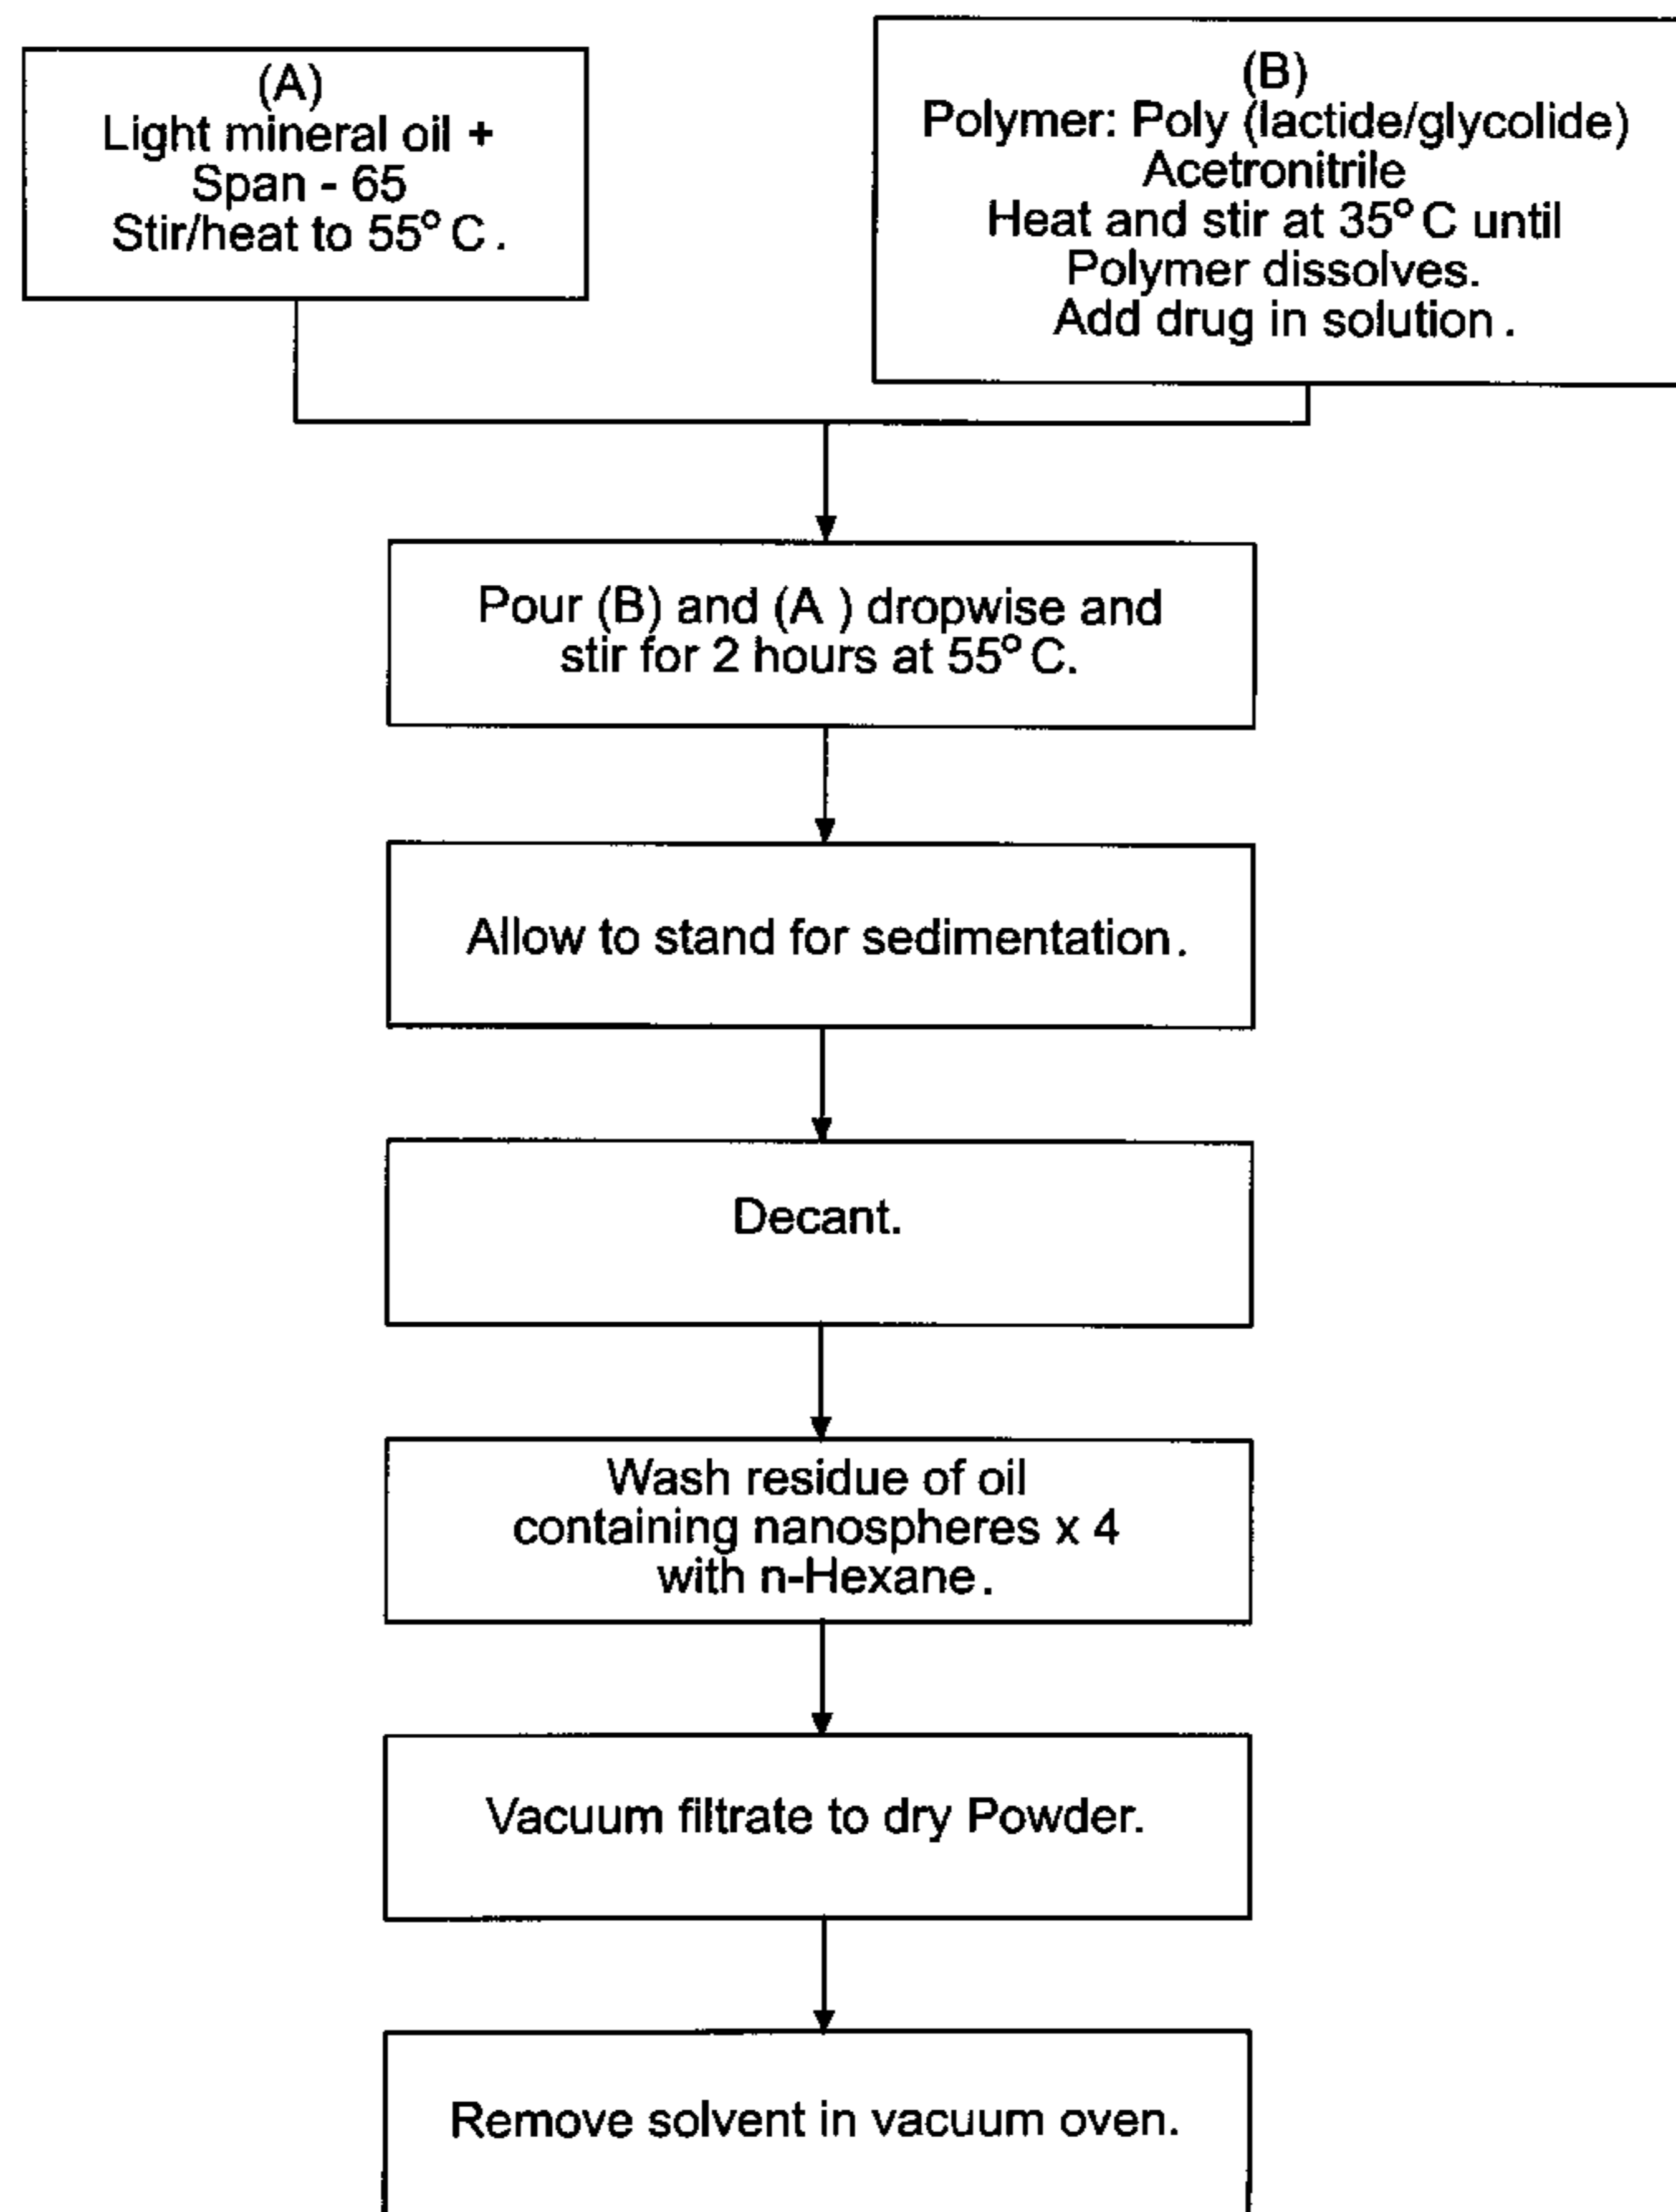 (A)
Light mineral oil +
Span - 65
Stir/heat to 55° C.
(B)
Polymer: Poly (lactide/glycolide)
Acetronitrile
Heat and stir at 35° C until
Polymer dissolves.
Add drug in solution.
Pour (B) and (A ) dropwise and
stir for 2 hours at 55° C.
Allow to stand for sedimentation.
Decant.
Wash residue of oil
containing nanospheres x 4
with n-Hexane.
Vacuum filtrate to dry Powder.
Remove solvent in vacuum oven.